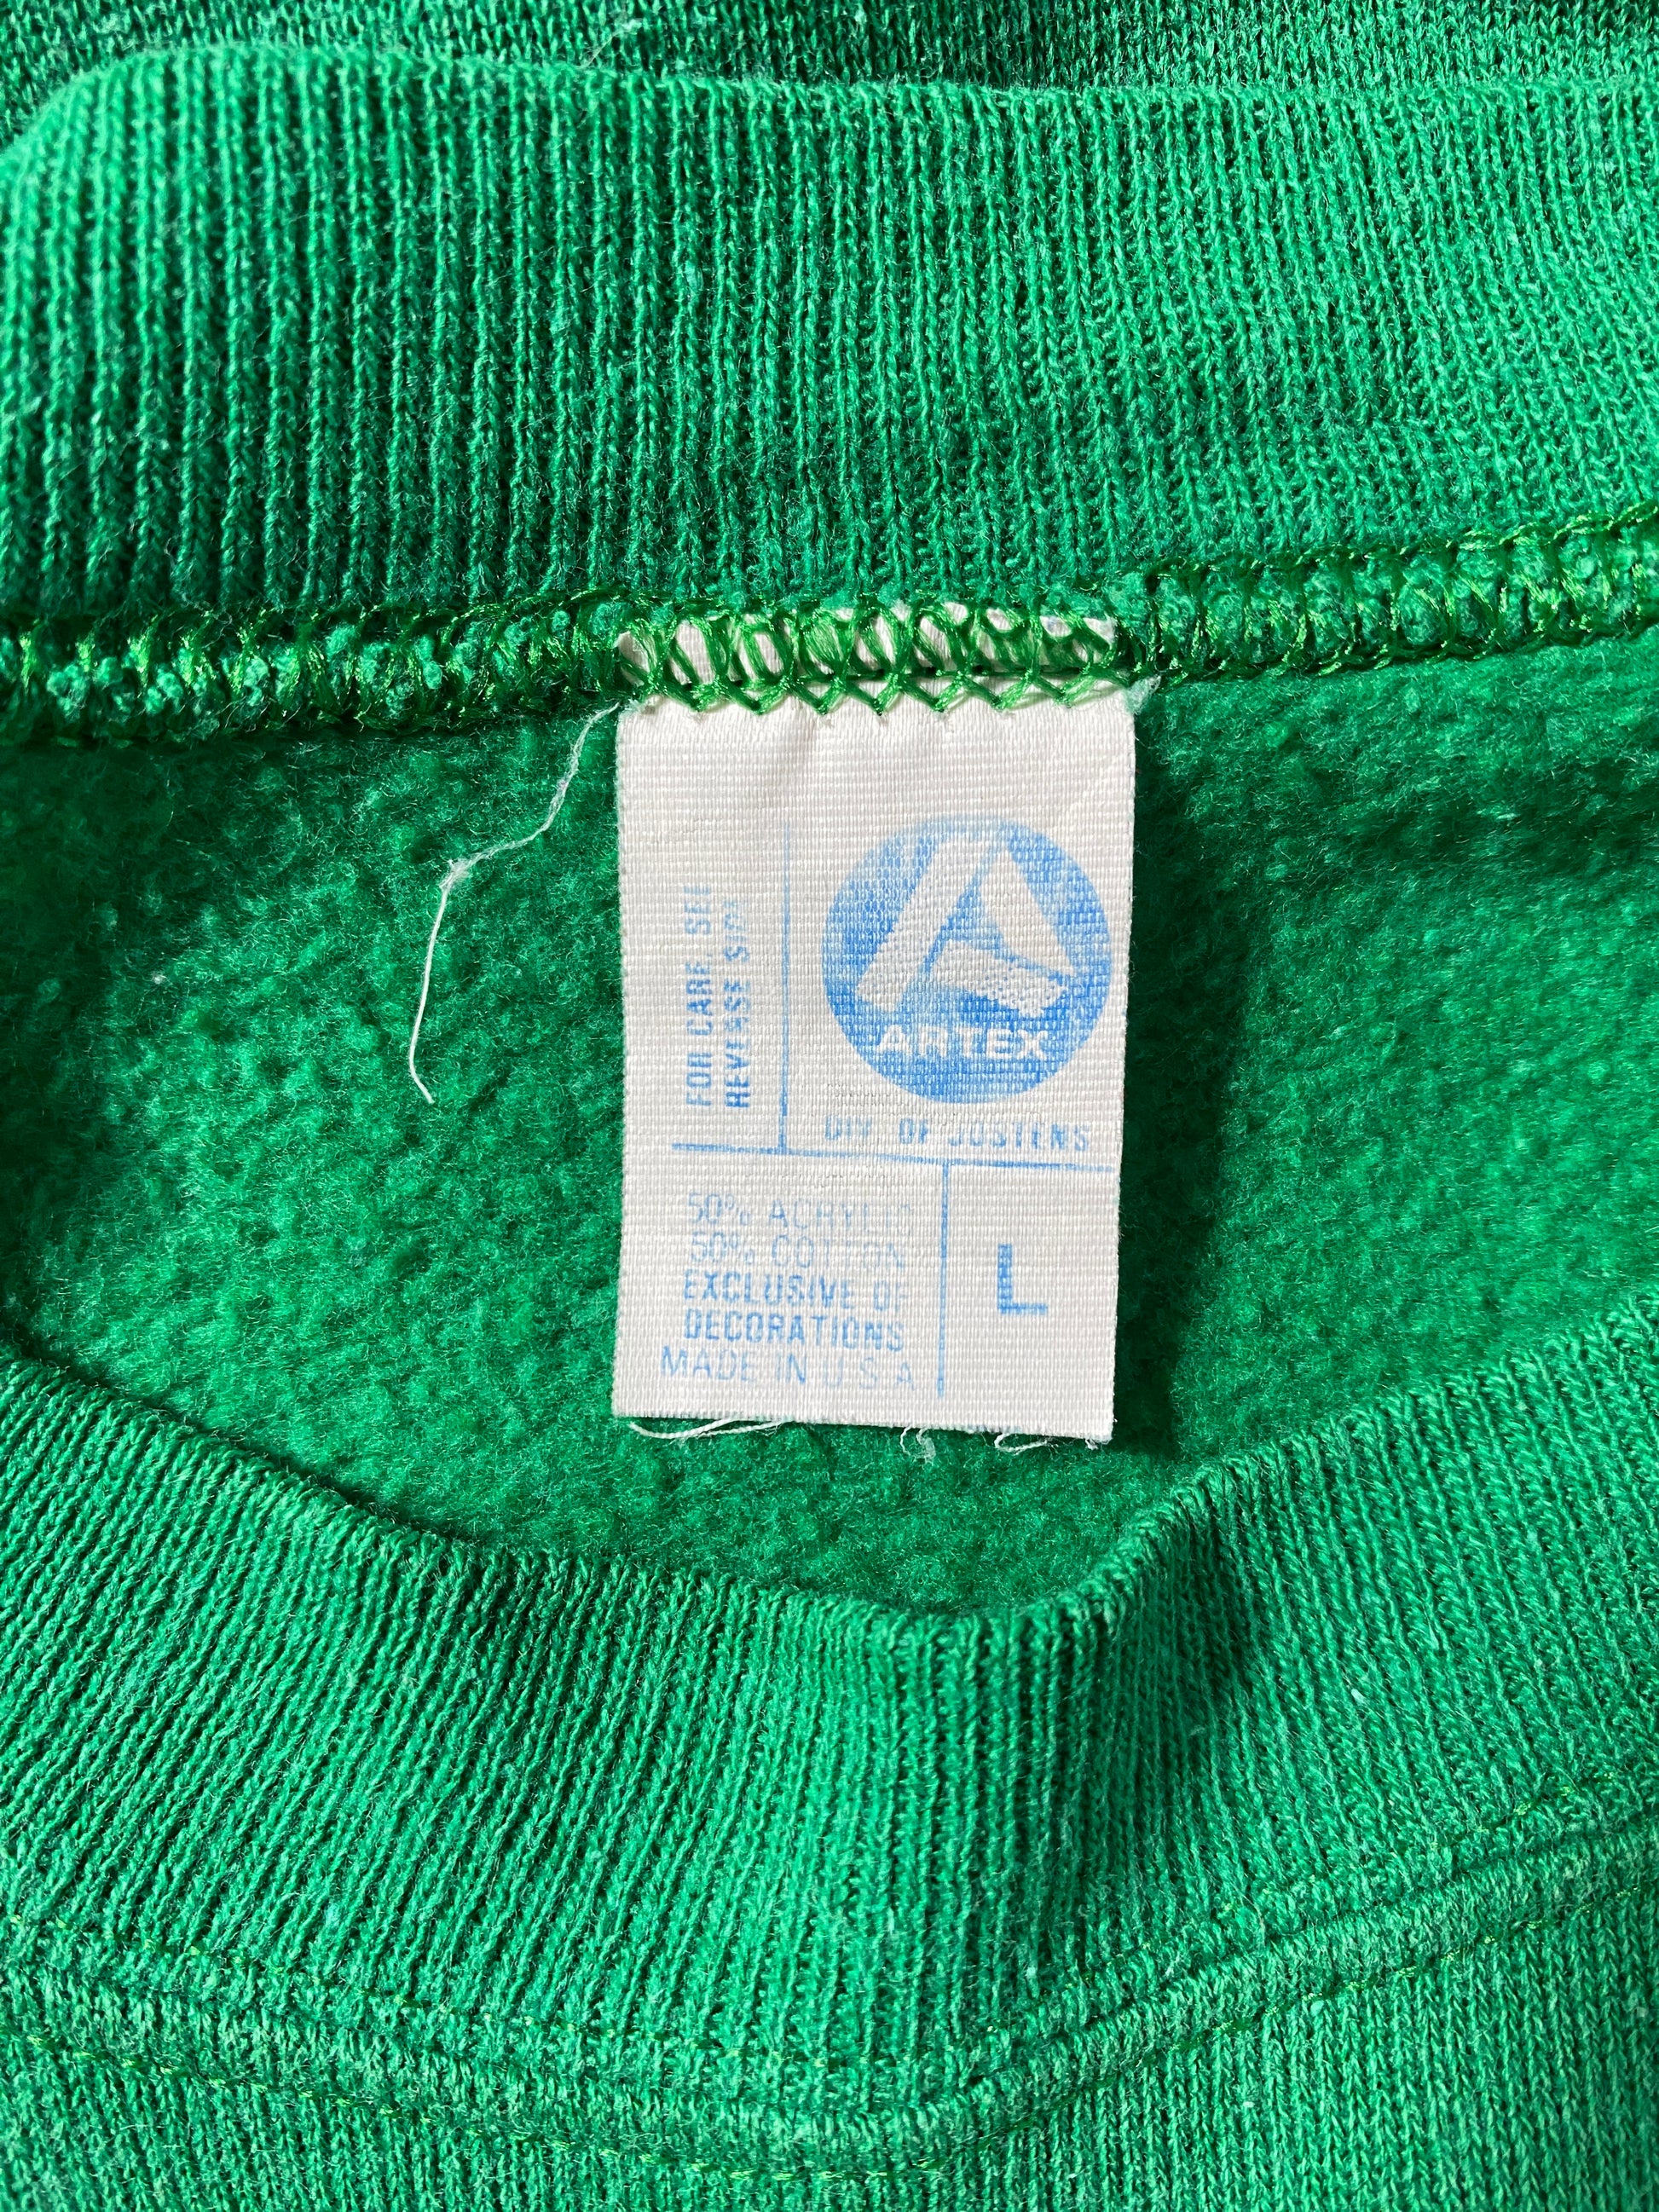 FOR CARE, SEE
REVERSE SIDE
ARTEX
DIV. OF JOSTENS
50% ACRYLIC
50% COTTON
EXCLUSIVE OF
DECORATIONS
MADE IN U.S.A
L